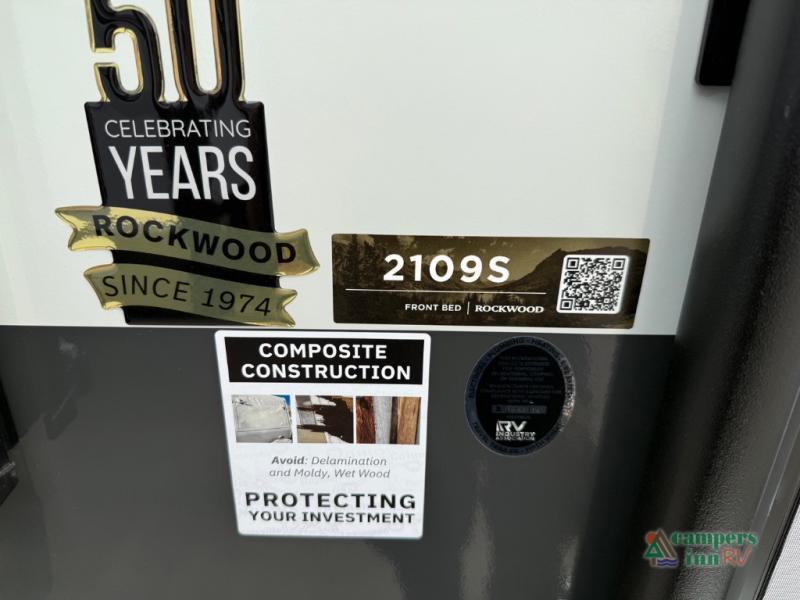 50
CELEBRATING
YEARS
ROCKWOOD
SINCE 1974
2109S
FRONT BED | ROCKWOOD
COMPOSITE
CONSTRUCTION
Avoid: Delamination
and Moldy, Wet Wood
PROTECTING
YOUR INVESTMENT
RV
INDUSTRY
ASSOCIATION
campers
inn RV